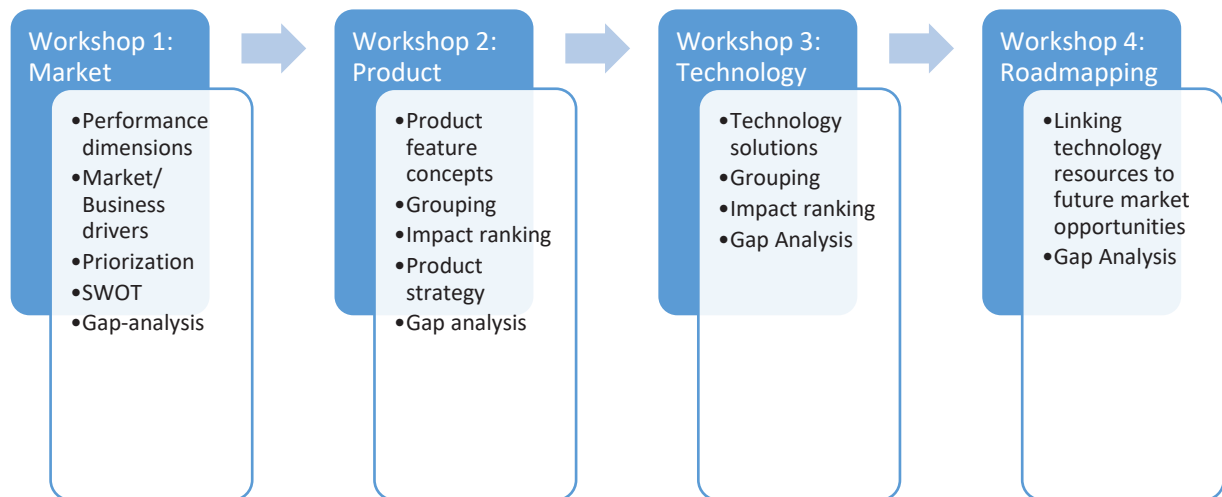 Workshop 1:
Market
•Performance
dimensions
•Market/
Business
drivers
•Priorization
•SWOT
•Gap-analysis
Workshop 2:
Product
•Product
feature
concepts
•Grouping
•Impact ranking
•Product
strategy
•Gap analysis
Workshop 3:
Technology
•Technology
solutions
•Grouping
•Impact ranking
•Gap Analysis
Workshop 4:
Roadmapping
•Linking
technology
resources to
future market
opportunities
•Gap Analysis